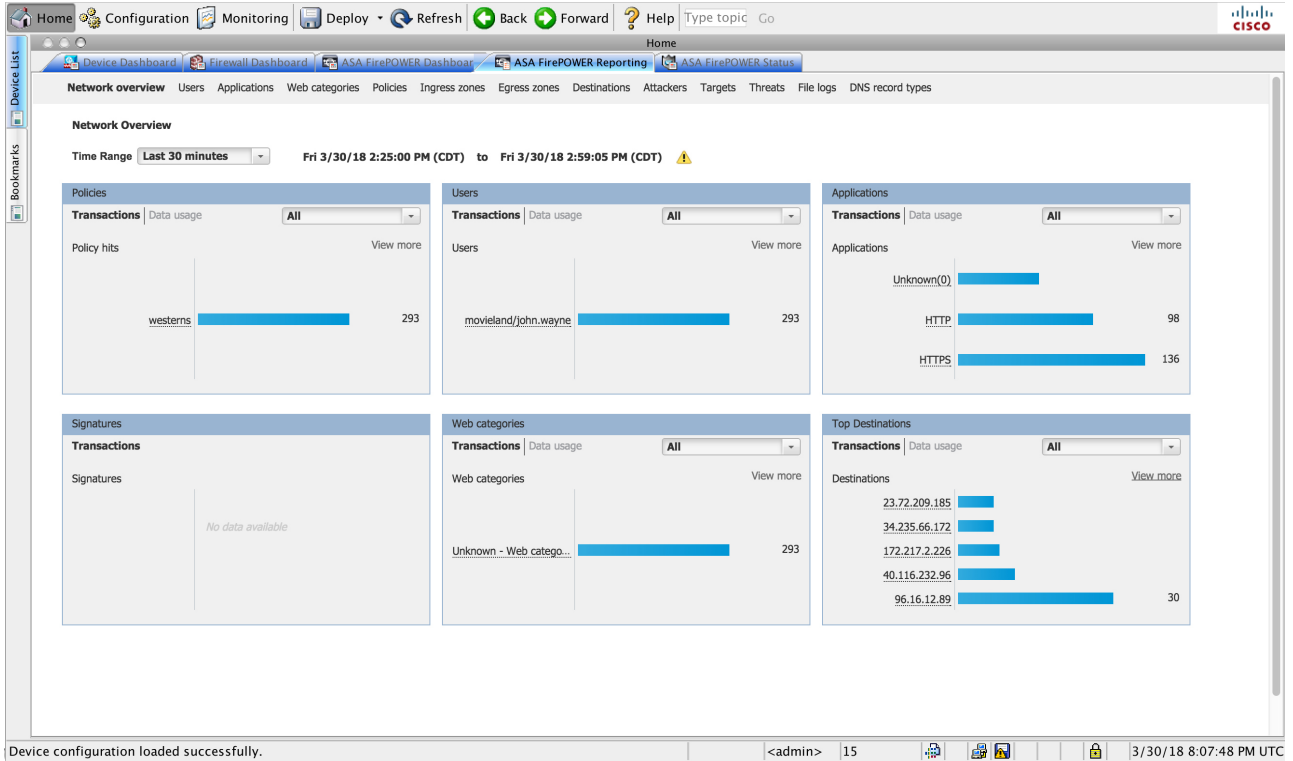 Home Configuration Monitoring Deploy Refresh Back Forward Help Type topic Go
CISCO
Home
Device List
Bookmarks
Device Dashboard Firewall Dashboard ASA FirePOWER Dashboar ASA FirePOWER Reporting ASA FirePOWER Status
Network overview Users Applications Web categories Policies Ingress zones Egress zones Destinations Attackers Targets Threats File logs DNS record types
Network Overview
Time Range Last 30 minutes Fri 3/30/18 2:25:00 PM (CDT) to Fri 3/30/18 2:59:05 PM (CDT)
Policies
Transactions Data usage All
Policy hits View more
westerns 293
Users
Transactions Data usage All
Users View more
movieland/john.wayne 293
Applications
Transactions Data usage All
Applications View more
Unknown(0)
HTTP 98
HTTPS 136
Signatures
Transactions
Signatures
No data available
Web categories
Transactions Data usage All
Web categories View more
Unknown - Web catego... 293
Top Destinations
Transactions Data usage All
Destinations View more
23.72.209.185
34.235.66.172
172.217.2.226
40.116.232.96
96.16.12.89 30
Device configuration loaded successfully. <admin> 15 3/30/18 8:07:48 PM UTC